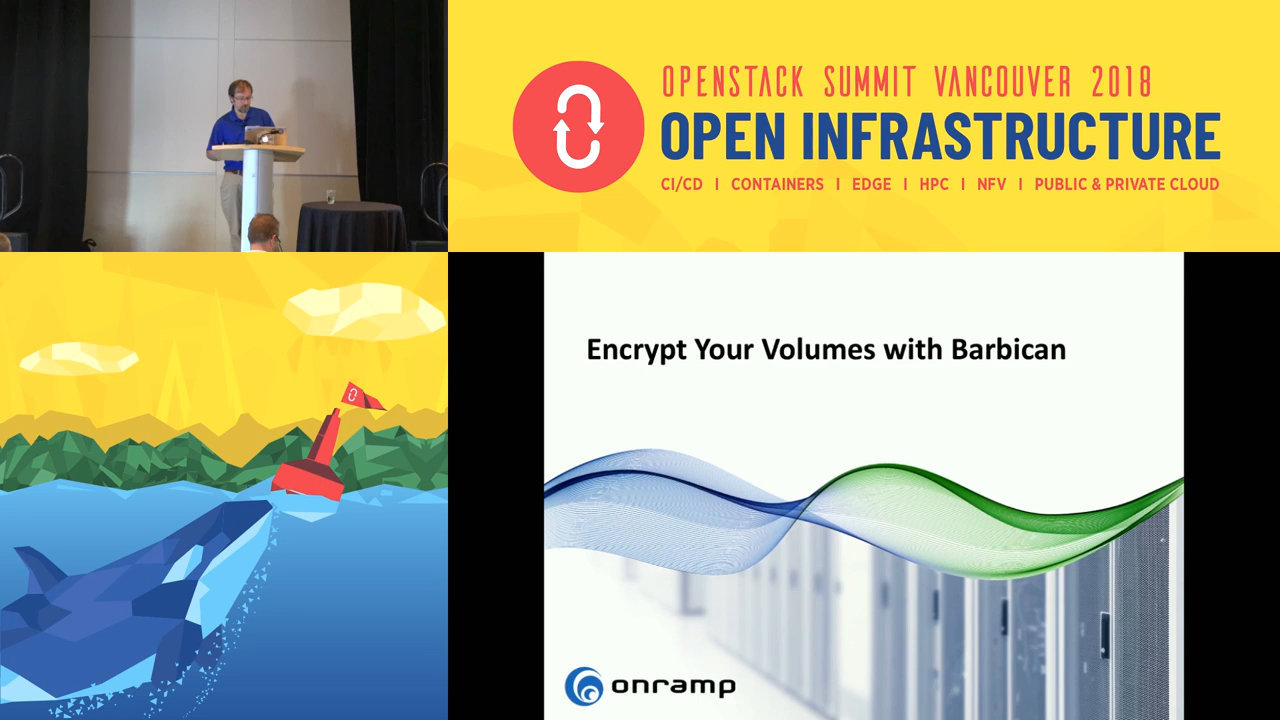 OPENSTACK SUMMIT VANCOUVER 2018
OPEN INFRASTRUCTURE
CI/CD | CONTAINERS | EDGE | HPC | NFV | PUBLIC & PRIVATE CLOUD
Encrypt Your Volumes with Barbican
onramp